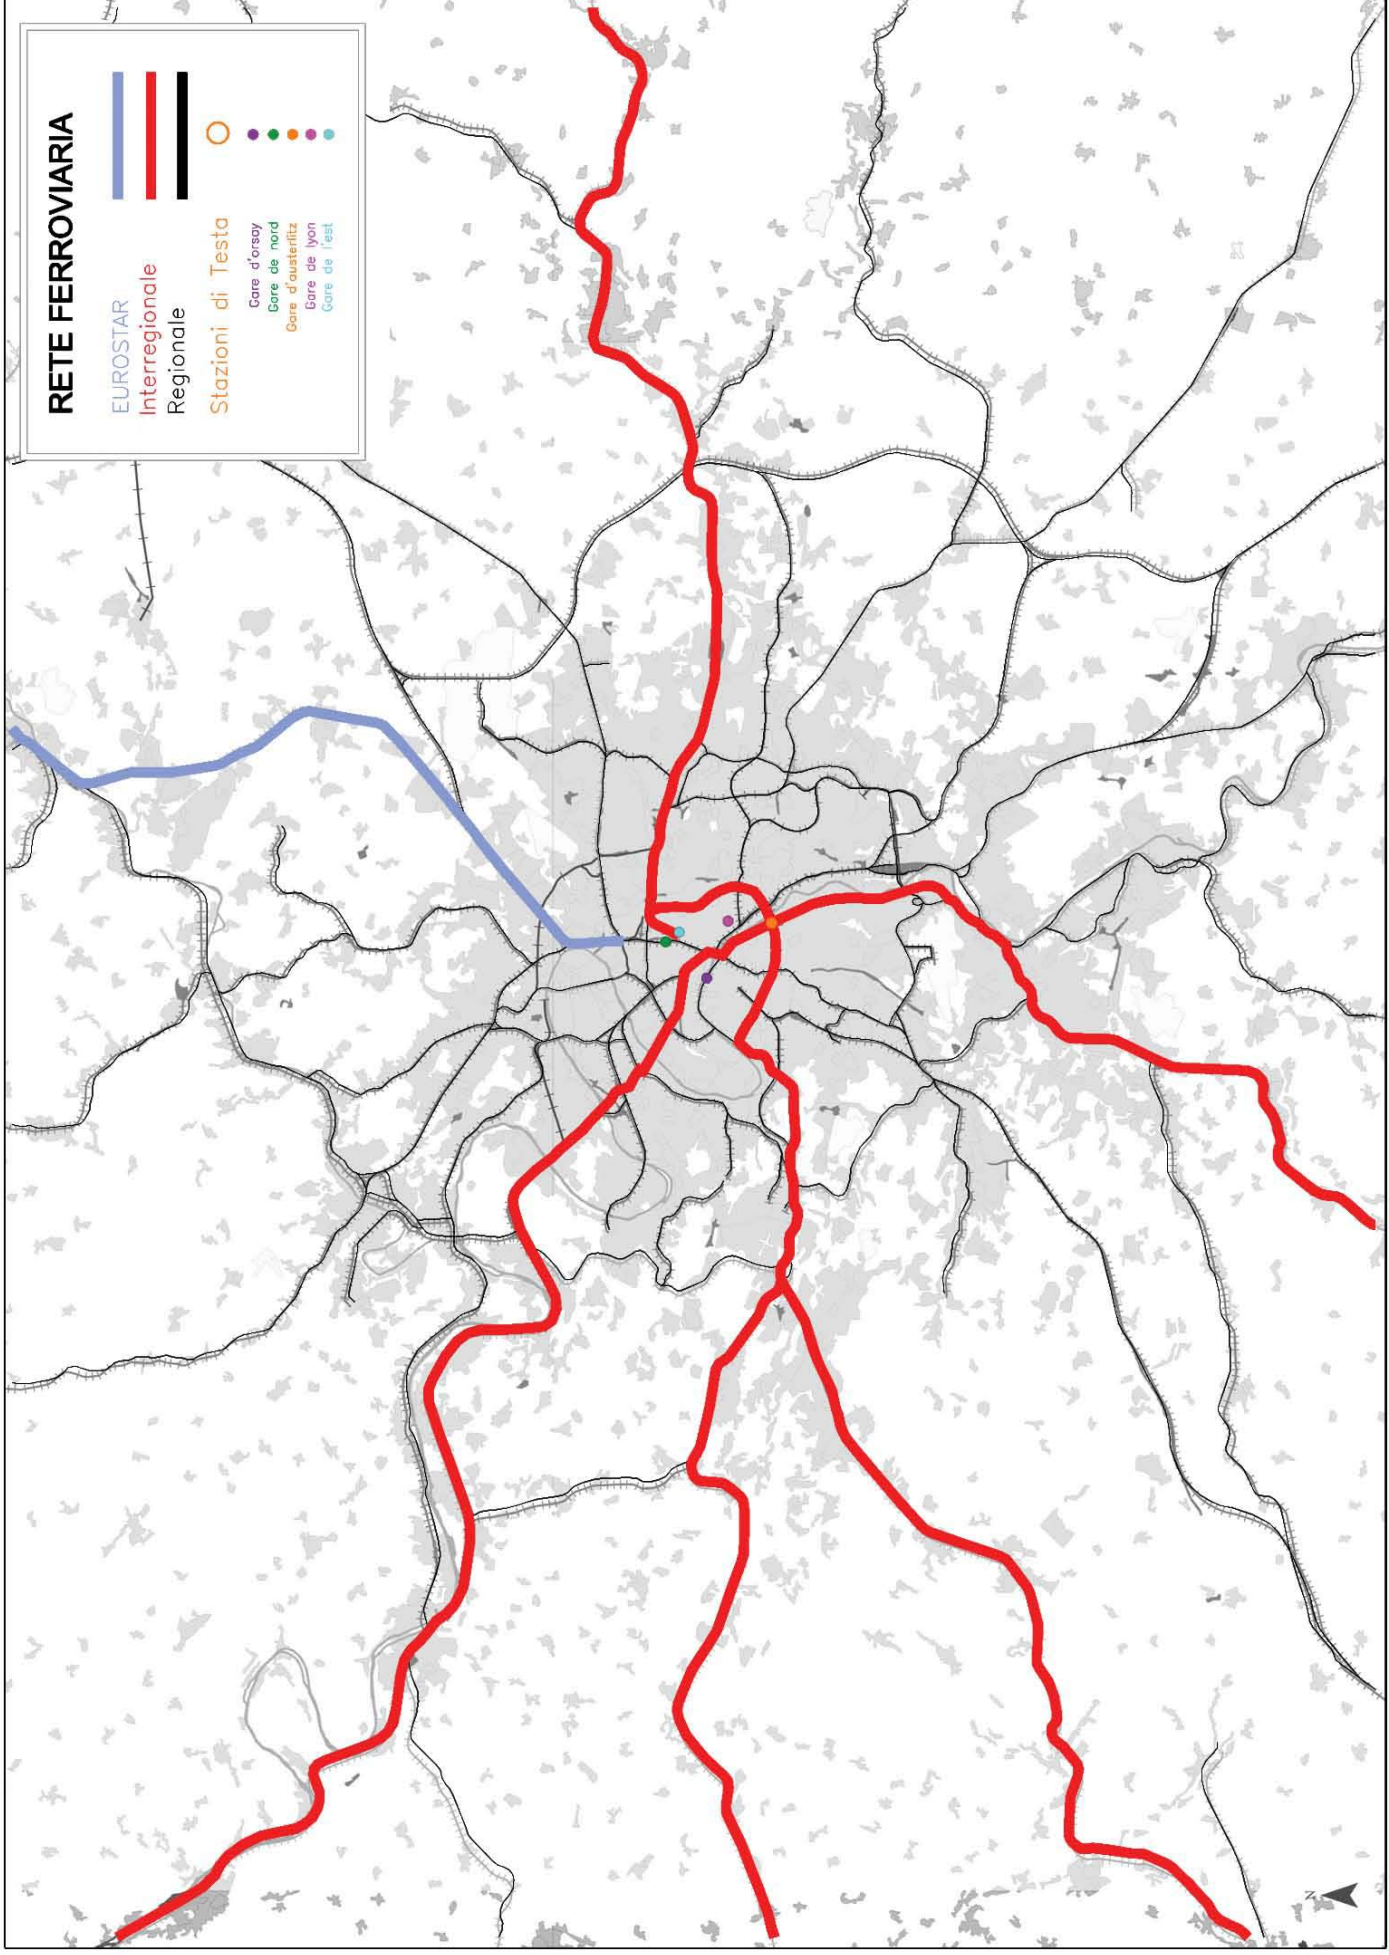 RETE FERROVIARIA
EUROSTAR
Interregionale
Regionale
Stazioni di Testa
Gare d'orsay
Gare de nord
Gare d'austerlitz
Gare de lyon
Gare de l'est
N